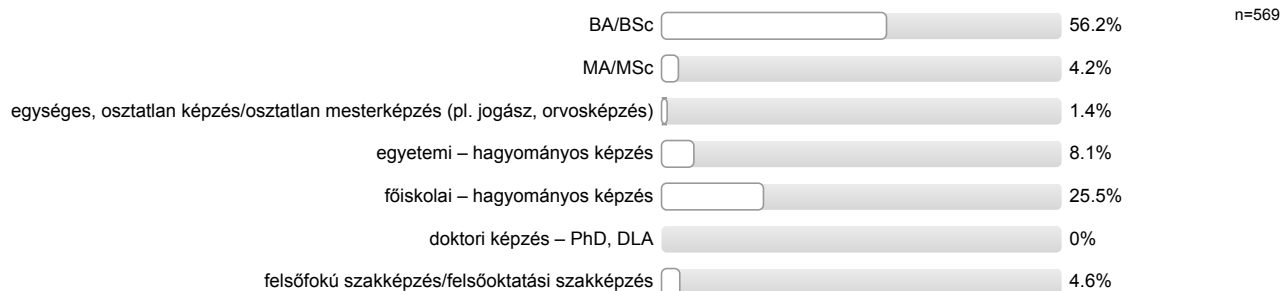 n=569
BA/BSc 56.2%
MA/MSc 4.2%
egységes, osztatlan képzés/osztatlan mesterképzés (pl. jogász, orvosképzés) 1.4%
egyetemi – hagyományos képzés 8.1%
főiskolai – hagyományos képzés 25.5%
doktori képzés – PhD, DLA 0%
felsőfokú szakképzés/felsőoktatási szakképzés 4.6%